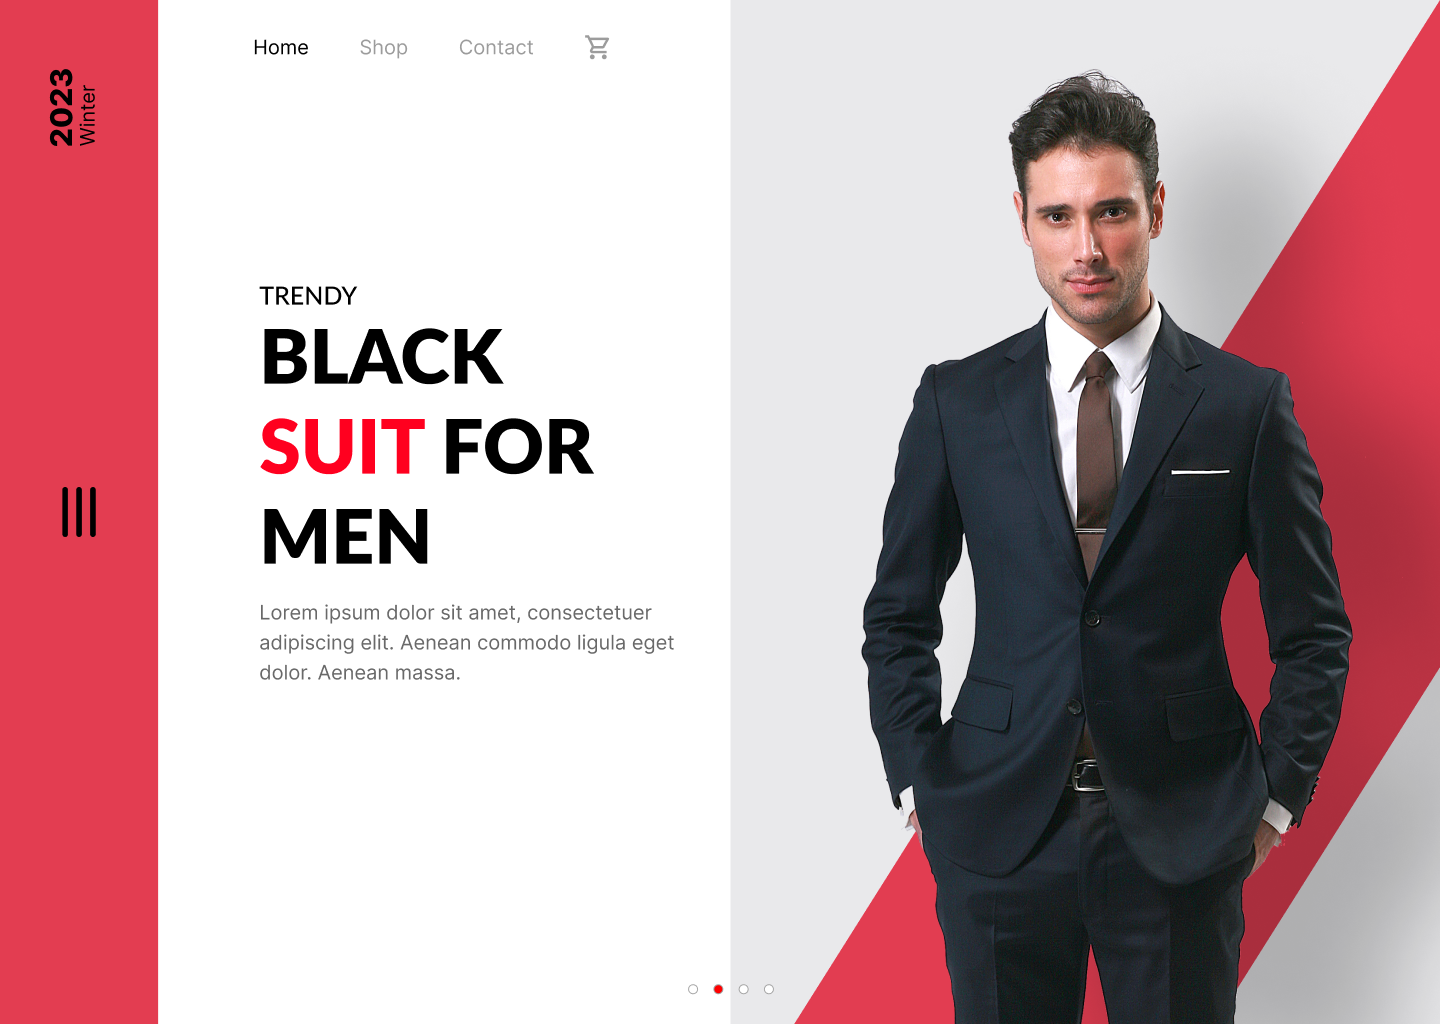 2023
Winter
Home Shop Contact
TRENDY
BLACK
SUIT FOR
MEN
Lorem ipsum dolor sit amet, consectetuer
adipiscing elit. Aenean commodo ligula eget
dolor. Aenean massa.